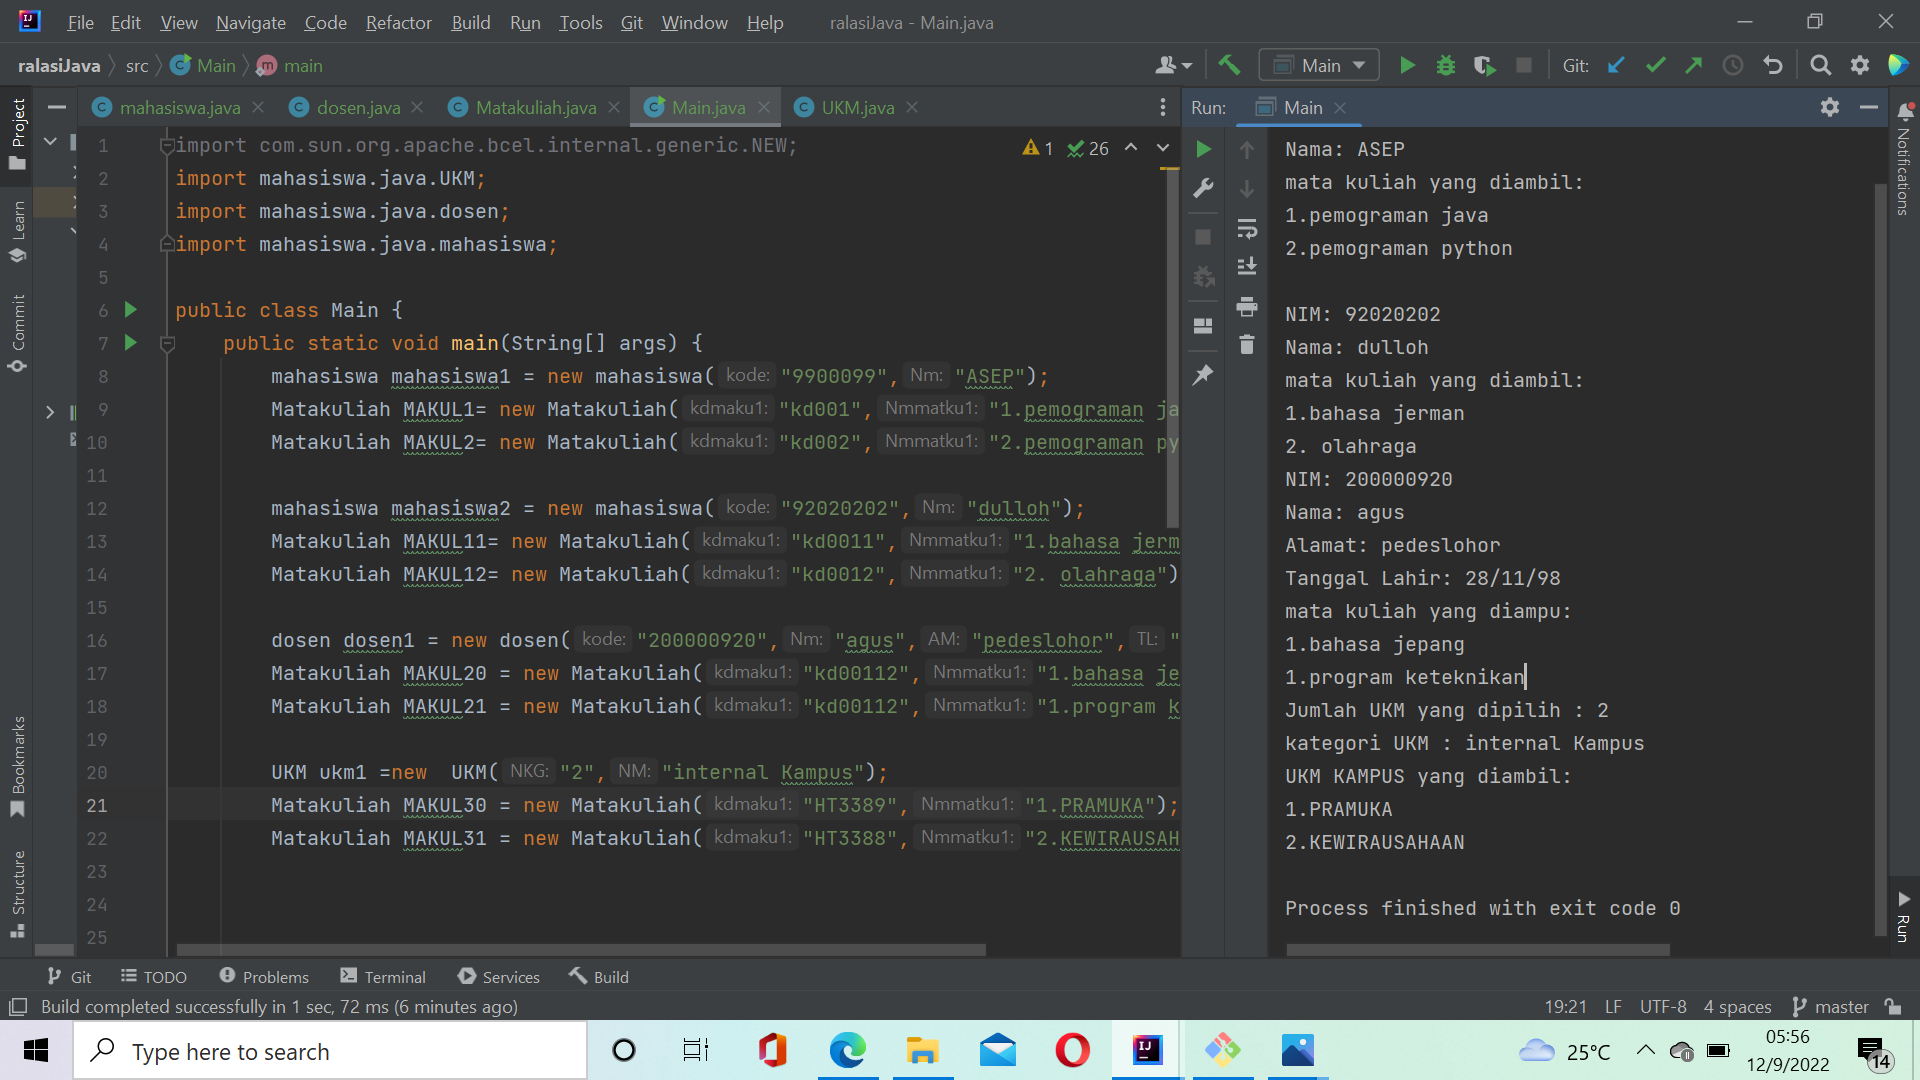 File Edit View Navigate Code Refactor Build Run Tools Git Window Help ralasiJava - Main.java
ralasiJava src Main main Main Git:
mahasiswa.java dosen.java Matakuliah.java Main.java UKM.java Run: Main
Project
Learn
Commit
Bookmarks
Structure
1 import com.sun.org.apache.bcel.internal.generic.NEW; 1 26
2 import mahasiswa.java.UKM;
3 import mahasiswa.java.dosen;
4 import mahasiswa.java.mahasiswa;
5
6 public class Main {
7 public static void main(String[] args) {
8 mahasiswa mahasiswa1 = new mahasiswa( kode: "9900099", Nm: "ASEP");
9 Matakuliah MAKUL1= new Matakuliah( kdmaku1: "kd001", Nmmatku1: "1.pemograman ja
10 Matakuliah MAKUL2= new Matakuliah( kdmaku1: "kd002", Nmmatku1: "2.pemograman py
11
12 mahasiswa mahasiswa2 = new mahasiswa( kode: "92020202", Nm: "dulloh");
13 Matakuliah MAKUL11= new Matakuliah( kdmaku1: "kd0011", Nmmatku1: "1.bahasa jerm
14 Matakuliah MAKUL12= new Matakuliah( kdmaku1: "kd0012", Nmmatku1: "2. olahraga")
15
16 dosen dosen1 = new dosen( kode: "200000920", Nm: "agus", AM: "pedeslohor", TL: "
17 Matakuliah MAKUL20 = new Matakuliah( kdmaku1: "kd00112", Nmmatku1: "1.bahasa je
18 Matakuliah MAKUL21 = new Matakuliah( kdmaku1: "kd00112", Nmmatku1: "1.program k
19
20 UKM ukm1 =new UKM( NKG: "2", NM: "internal Kampus");
21 Matakuliah MAKUL30 = new Matakuliah( kdmaku1: "HT3389", Nmmatku1: "1.PRAMUKA");
22 Matakuliah MAKUL31 = new Matakuliah( kdmaku1: "HT3388", Nmmatku1: "2.KEWIRAUSAH
23
24
25
Nama: ASEP
mata kuliah yang diambil:
1.pemograman java
2.pemograman python
NIM: 92020202
Nama: dulloh
mata kuliah yang diambil:
1.bahasa jerman
2. olahraga
NIM: 200000920
Nama: agus
Alamat: pedeslohor
Tanggal Lahir: 28/11/98
mata kuliah yang diampu:
1.bahasa jepang
1.program keteknikan
Jumlah UKM yang dipilih : 2
kategori UKM : internal Kampus
UKM KAMPUS yang diambil:
1.PRAMUKA
2.KEWIRAUSAHAAN
Process finished with exit code 0
Notifications
Run
Git TODO Problems Terminal Services Build
Build completed successfully in 1 sec, 72 ms (6 minutes ago) 19:21 LF UTF-8 4 spaces master
Type here to search 25°C 05:56
12/9/2022 14